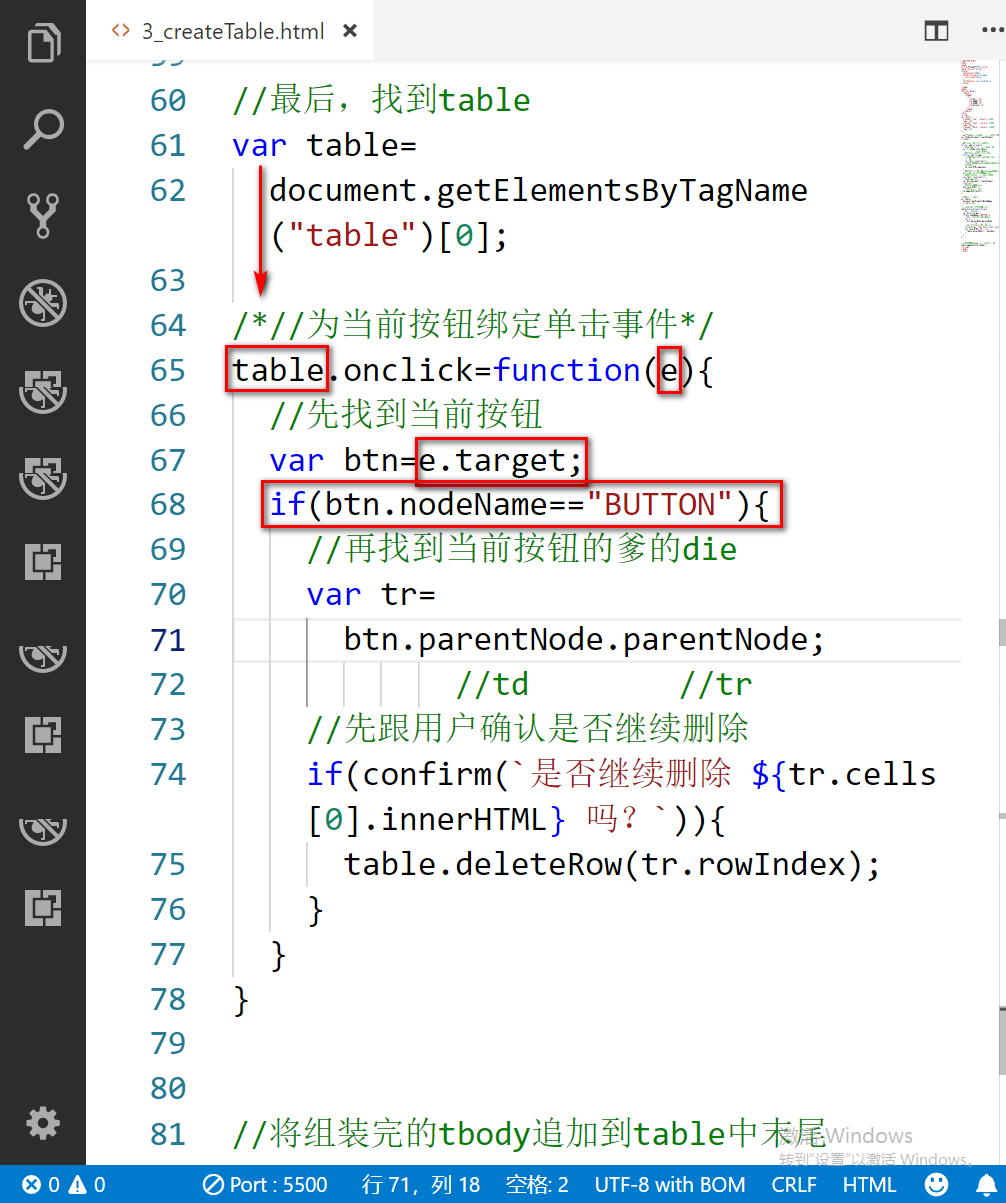 3_createTable.html
59
60 //最后，找到table
61 var table=
62 document.getElementsByTagName
("table")[0];
63
64 /*//为当前按钮绑定单击事件*/
65 table.onclick=function(e){
66 //先找到当前按钮
67 var btn=e.target;
68 if(btn.nodeName=="BUTTON"){
69 //再找到当前按钮的爹的die
70 var tr=
71 btn.parentNode.parentNode;
72 //td //tr
73 //先跟用户确认是否继续删除
74 if(confirm(`是否继续删除 ${tr.cells
[0].innerHTML} 吗？`)){
75 table.deleteRow(tr.rowIndex);
76 }
77 }
78 }
79
80
81 //将组装完的tbody追加到table中末尾
激活 Windows
转到“设置”以激活 Windows。
0 0 Port : 5500 行 71，列 18 空格: 2 UTF-8 with BOM CRLF HTML